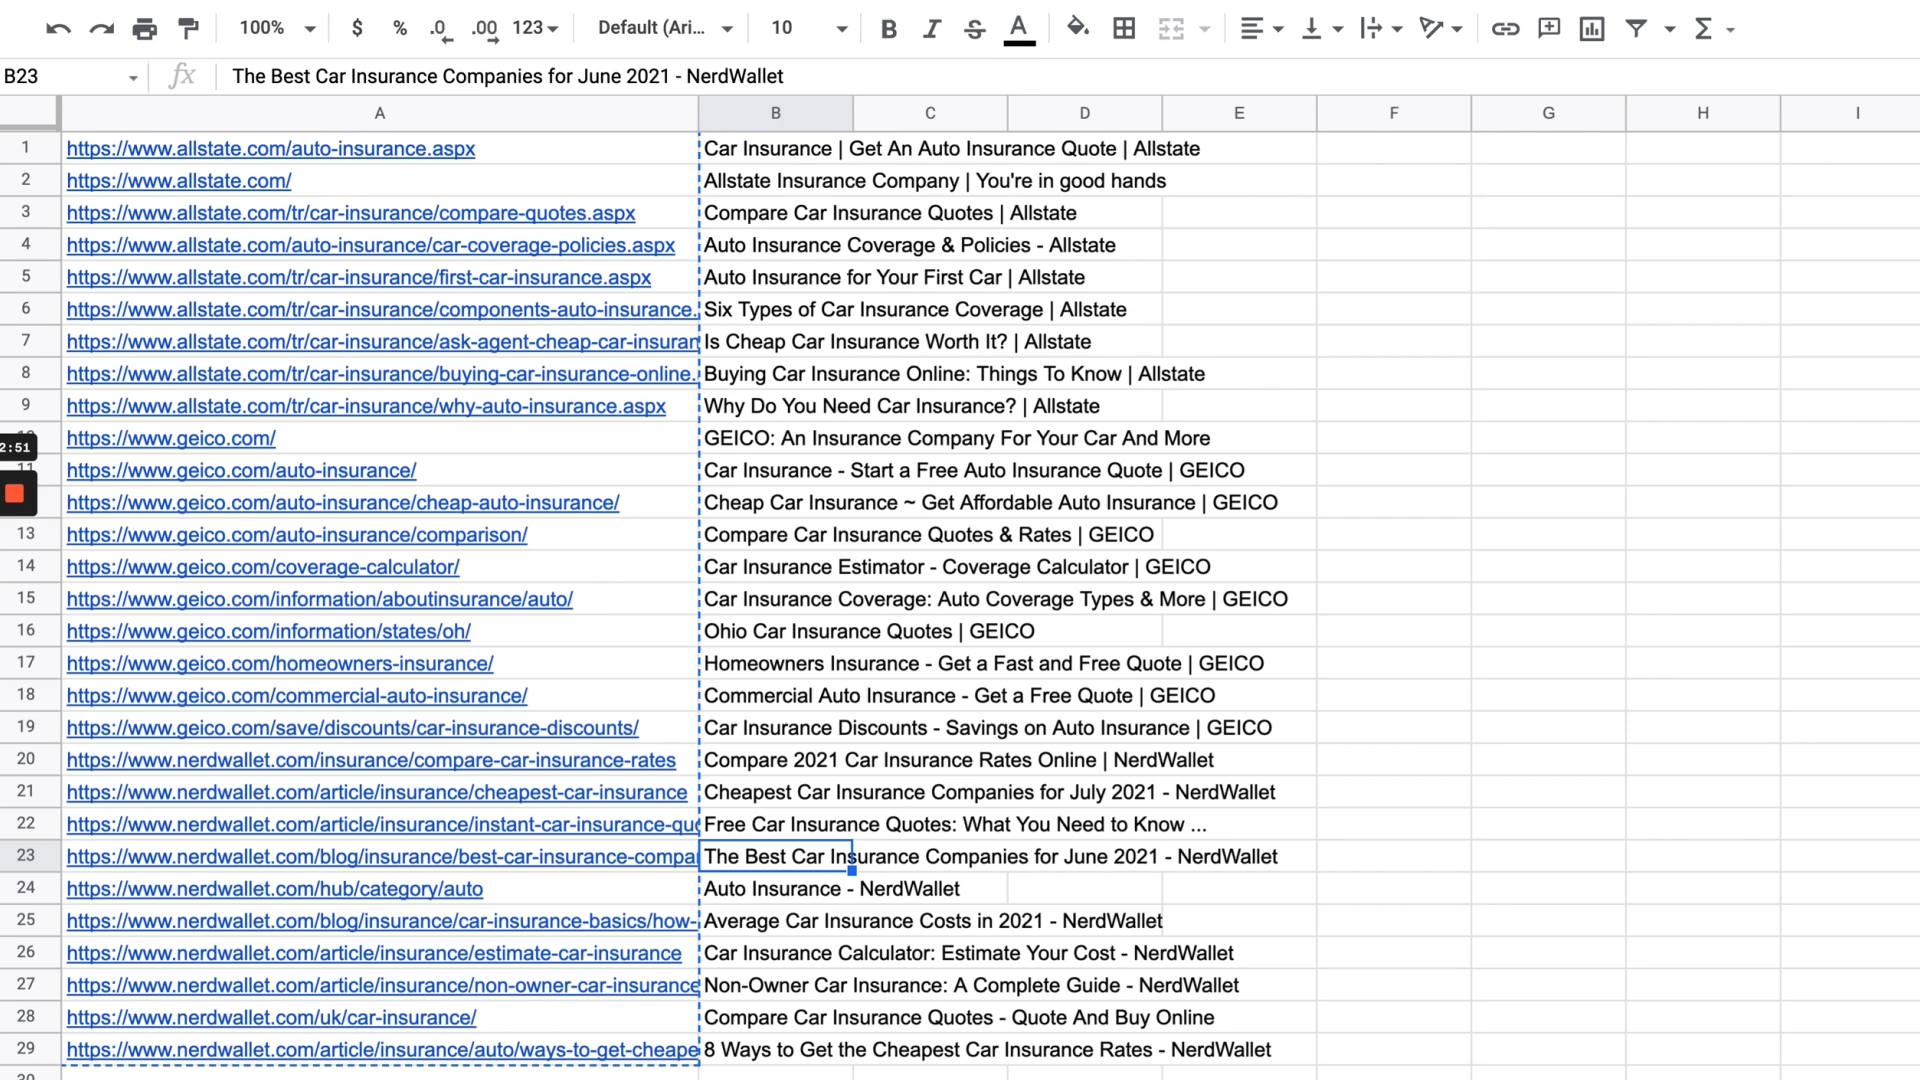 100% $ % .0 .00 123 Default (Ari... 10 B I S A
B23 fx The Best Car Insurance Companies for June 2021 - NerdWallet
A B C D E F G H I
1 https://www.allstate.com/auto-insurance.aspx Car Insurance | Get An Auto Insurance Quote | Allstate
2 https://www.allstate.com/ Allstate Insurance Company | You're in good hands
3 https://www.allstate.com/tr/car-insurance/compare-quotes.aspx Compare Car Insurance Quotes | Allstate
4 https://www.allstate.com/auto-insurance/car-coverage-policies.aspx Auto Insurance Coverage & Policies - Allstate
5 https://www.allstate.com/tr/car-insurance/first-car-insurance.aspx Auto Insurance for Your First Car | Allstate
6 https://www.allstate.com/tr/car-insurance/components-auto-insurance. Six Types of Car Insurance Coverage | Allstate
7 https://www.allstate.com/tr/car-insurance/ask-agent-cheap-car-insuran Is Cheap Car Insurance Worth It? | Allstate
8 https://www.allstate.com/tr/car-insurance/buying-car-insurance-online. Buying Car Insurance Online: Things To Know | Allstate
9 https://www.allstate.com/tr/car-insurance/why-auto-insurance.aspx Why Do You Need Car Insurance? | Allstate
https://www.geico.com/ GEICO: An Insurance Company For Your Car And More
2:51
11 https://www.geico.com/auto-insurance/ Car Insurance - Start a Free Auto Insurance Quote | GEICO
https://www.geico.com/auto-insurance/cheap-auto-insurance/ Cheap Car Insurance ~ Get Affordable Auto Insurance | GEICO
13 https://www.geico.com/auto-insurance/comparison/ Compare Car Insurance Quotes & Rates | GEICO
14 https://www.geico.com/coverage-calculator/ Car Insurance Estimator - Coverage Calculator | GEICO
15 https://www.geico.com/information/aboutinsurance/auto/ Car Insurance Coverage: Auto Coverage Types & More | GEICO
16 https://www.geico.com/information/states/oh/ Ohio Car Insurance Quotes | GEICO
17 https://www.geico.com/homeowners-insurance/ Homeowners Insurance - Get a Fast and Free Quote | GEICO
18 https://www.geico.com/commercial-auto-insurance/ Commercial Auto Insurance - Get a Free Quote | GEICO
19 https://www.geico.com/save/discounts/car-insurance-discounts/ Car Insurance Discounts - Savings on Auto Insurance | GEICO
20 https://www.nerdwallet.com/insurance/compare-car-insurance-rates Compare 2021 Car Insurance Rates Online | NerdWallet
21 https://www.nerdwallet.com/article/insurance/cheapest-car-insurance Cheapest Car Insurance Companies for July 2021 - NerdWallet
22 https://www.nerdwallet.com/article/insurance/instant-car-insurance-quo Free Car Insurance Quotes: What You Need to Know ...
23 https://www.nerdwallet.com/blog/insurance/best-car-insurance-compar The Best Car Insurance Companies for June 2021 - NerdWallet
24 https://www.nerdwallet.com/hub/category/auto Auto Insurance - NerdWallet
25 https://www.nerdwallet.com/blog/insurance/car-insurance-basics/how- Average Car Insurance Costs in 2021 - NerdWallet
26 https://www.nerdwallet.com/article/insurance/estimate-car-insurance Car Insurance Calculator: Estimate Your Cost - NerdWallet
27 https://www.nerdwallet.com/article/insurance/non-owner-car-insurance Non-Owner Car Insurance: A Complete Guide - NerdWallet
28 https://www.nerdwallet.com/uk/car-insurance/ Compare Car Insurance Quotes - Quote And Buy Online
29 https://www.nerdwallet.com/article/insurance/auto/ways-to-get-cheape 8 Ways to Get the Cheapest Car Insurance Rates - NerdWallet